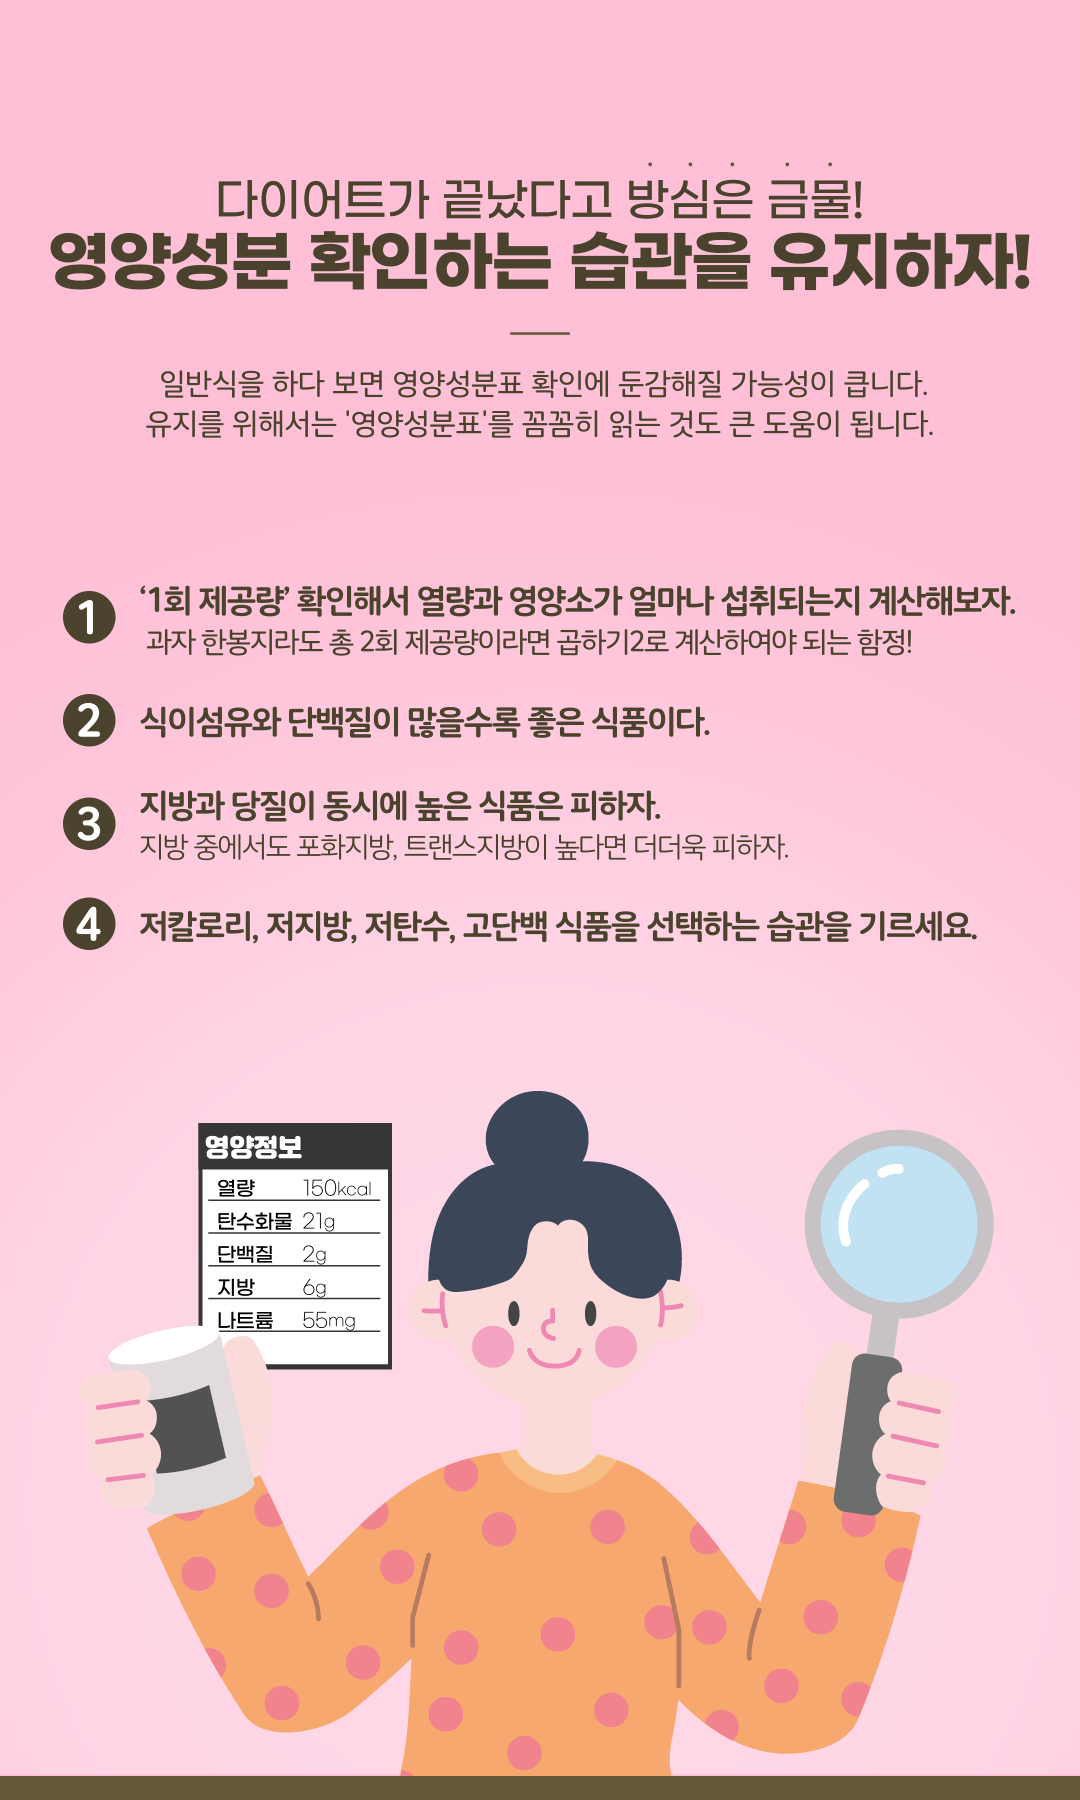 다이어트가 끝났다고 방심은 금물!
영양성분 확인하는 습관을 유지하자!
일반식을 하다 보면 영양성분표 확인에 둔감해질 가능성이 큽니다.
유지를 위해서는 '영양성분표'를 꼼꼼히 읽는 것도 큰 도움이 됩니다.
1 ‘1회 제공량’ 확인해서 열량과 영양소가 얼마나 섭취되는지 계산해보자.
과자 한봉지라도 총 2회 제공량이라면 곱하기2로 계산하여야 되는 함정!
2 식이섬유와 단백질이 많을수록 좋은 식품이다.
3 지방과 당질이 동시에 높은 식품은 피하자.
지방 중에서도 포화지방, 트랜스지방이 높다면 더더욱 피하자.
4 저칼로리, 저지방, 저탄수, 고단백 식품을 선택하는 습관을 기르세요.
영양정보
열량 150kcal
탄수화물 21g
단백질 2g
지방 6g
나트륨 55mg